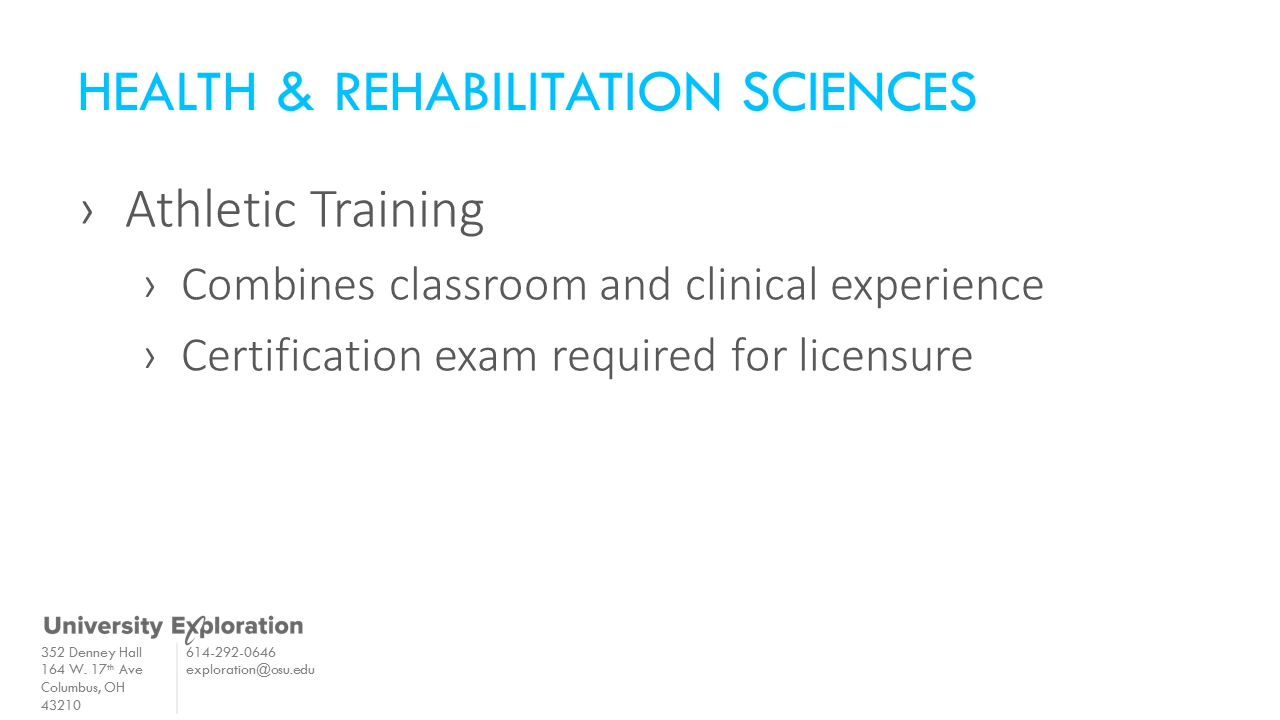 HEALTH & REHABILITATION SCIENCES
› Athletic Training
› Combines classroom and clinical experience
› Certification exam required for licensure
University Exploration
352 Denney Hall
164 W. 17th Ave
Columbus, OH
43210
614-292-0646
exploration@osu.edu